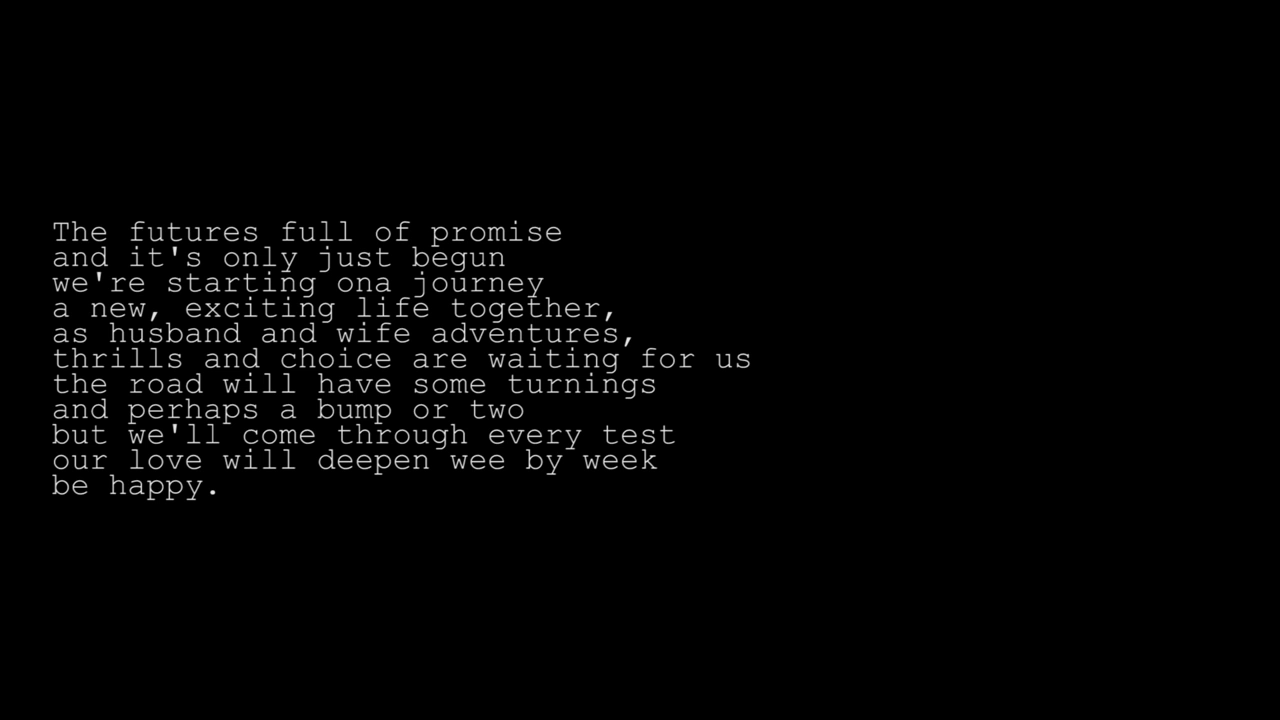 The futures full of promise
and it's only just begun
we're starting ona journey
a new, exciting life together,
as husband and wife adventures,
thrills and choice are waiting for us
the road will have some turnings
and perhaps a bump or two
but we'll come through every test
our love will deepen wee by week
be happy.